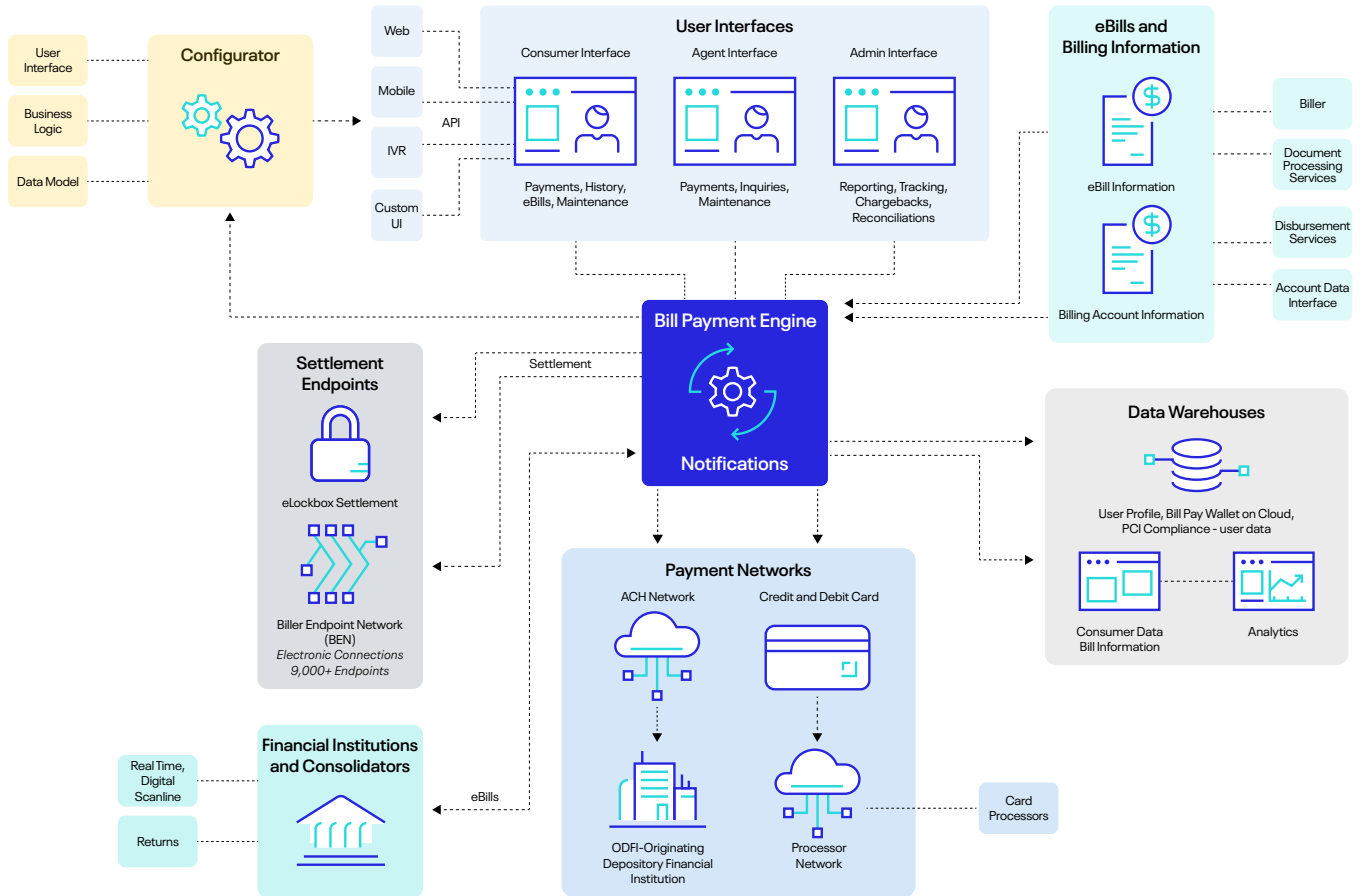 User
Interface
Business
Logic
Data Model
Configurator
Web
Mobile
API
IVR
Custom
UI
User Interfaces
Consumer Interface
Agent Interface
Admin Interface
Payments, History,
eBills, Maintenance
Payments, Inquiries,
Maintenance
Reporting, Tracking,
Chargebacks,
Reconciliations
eBills and
Billing Information
$
eBill Information
$
Billing Account Information
Biller
Document
Processing
Services
Disbursement
Services
Account Data
Interface
Bill Payment Engine
Notifications
Settlement
Settlement
Endpoints
eLockbox Settlement
Biller Endpoint Network
(BEN)
Electronic Connections
9,000+ Endpoints
Data Warehouses
User Profile, Bill Pay Wallet on Cloud,
PCI Compliance - user data
Consumer Data
Bill Information
Analytics
Payment Networks
ACH Network
Credit and Debit Card
ODFI-Originating
Depository Financial
Institution
Processor
Network
Card
Processors
Financial Institutions
and Consolidators
Real Time,
Digital
Scanline
Returns
eBills